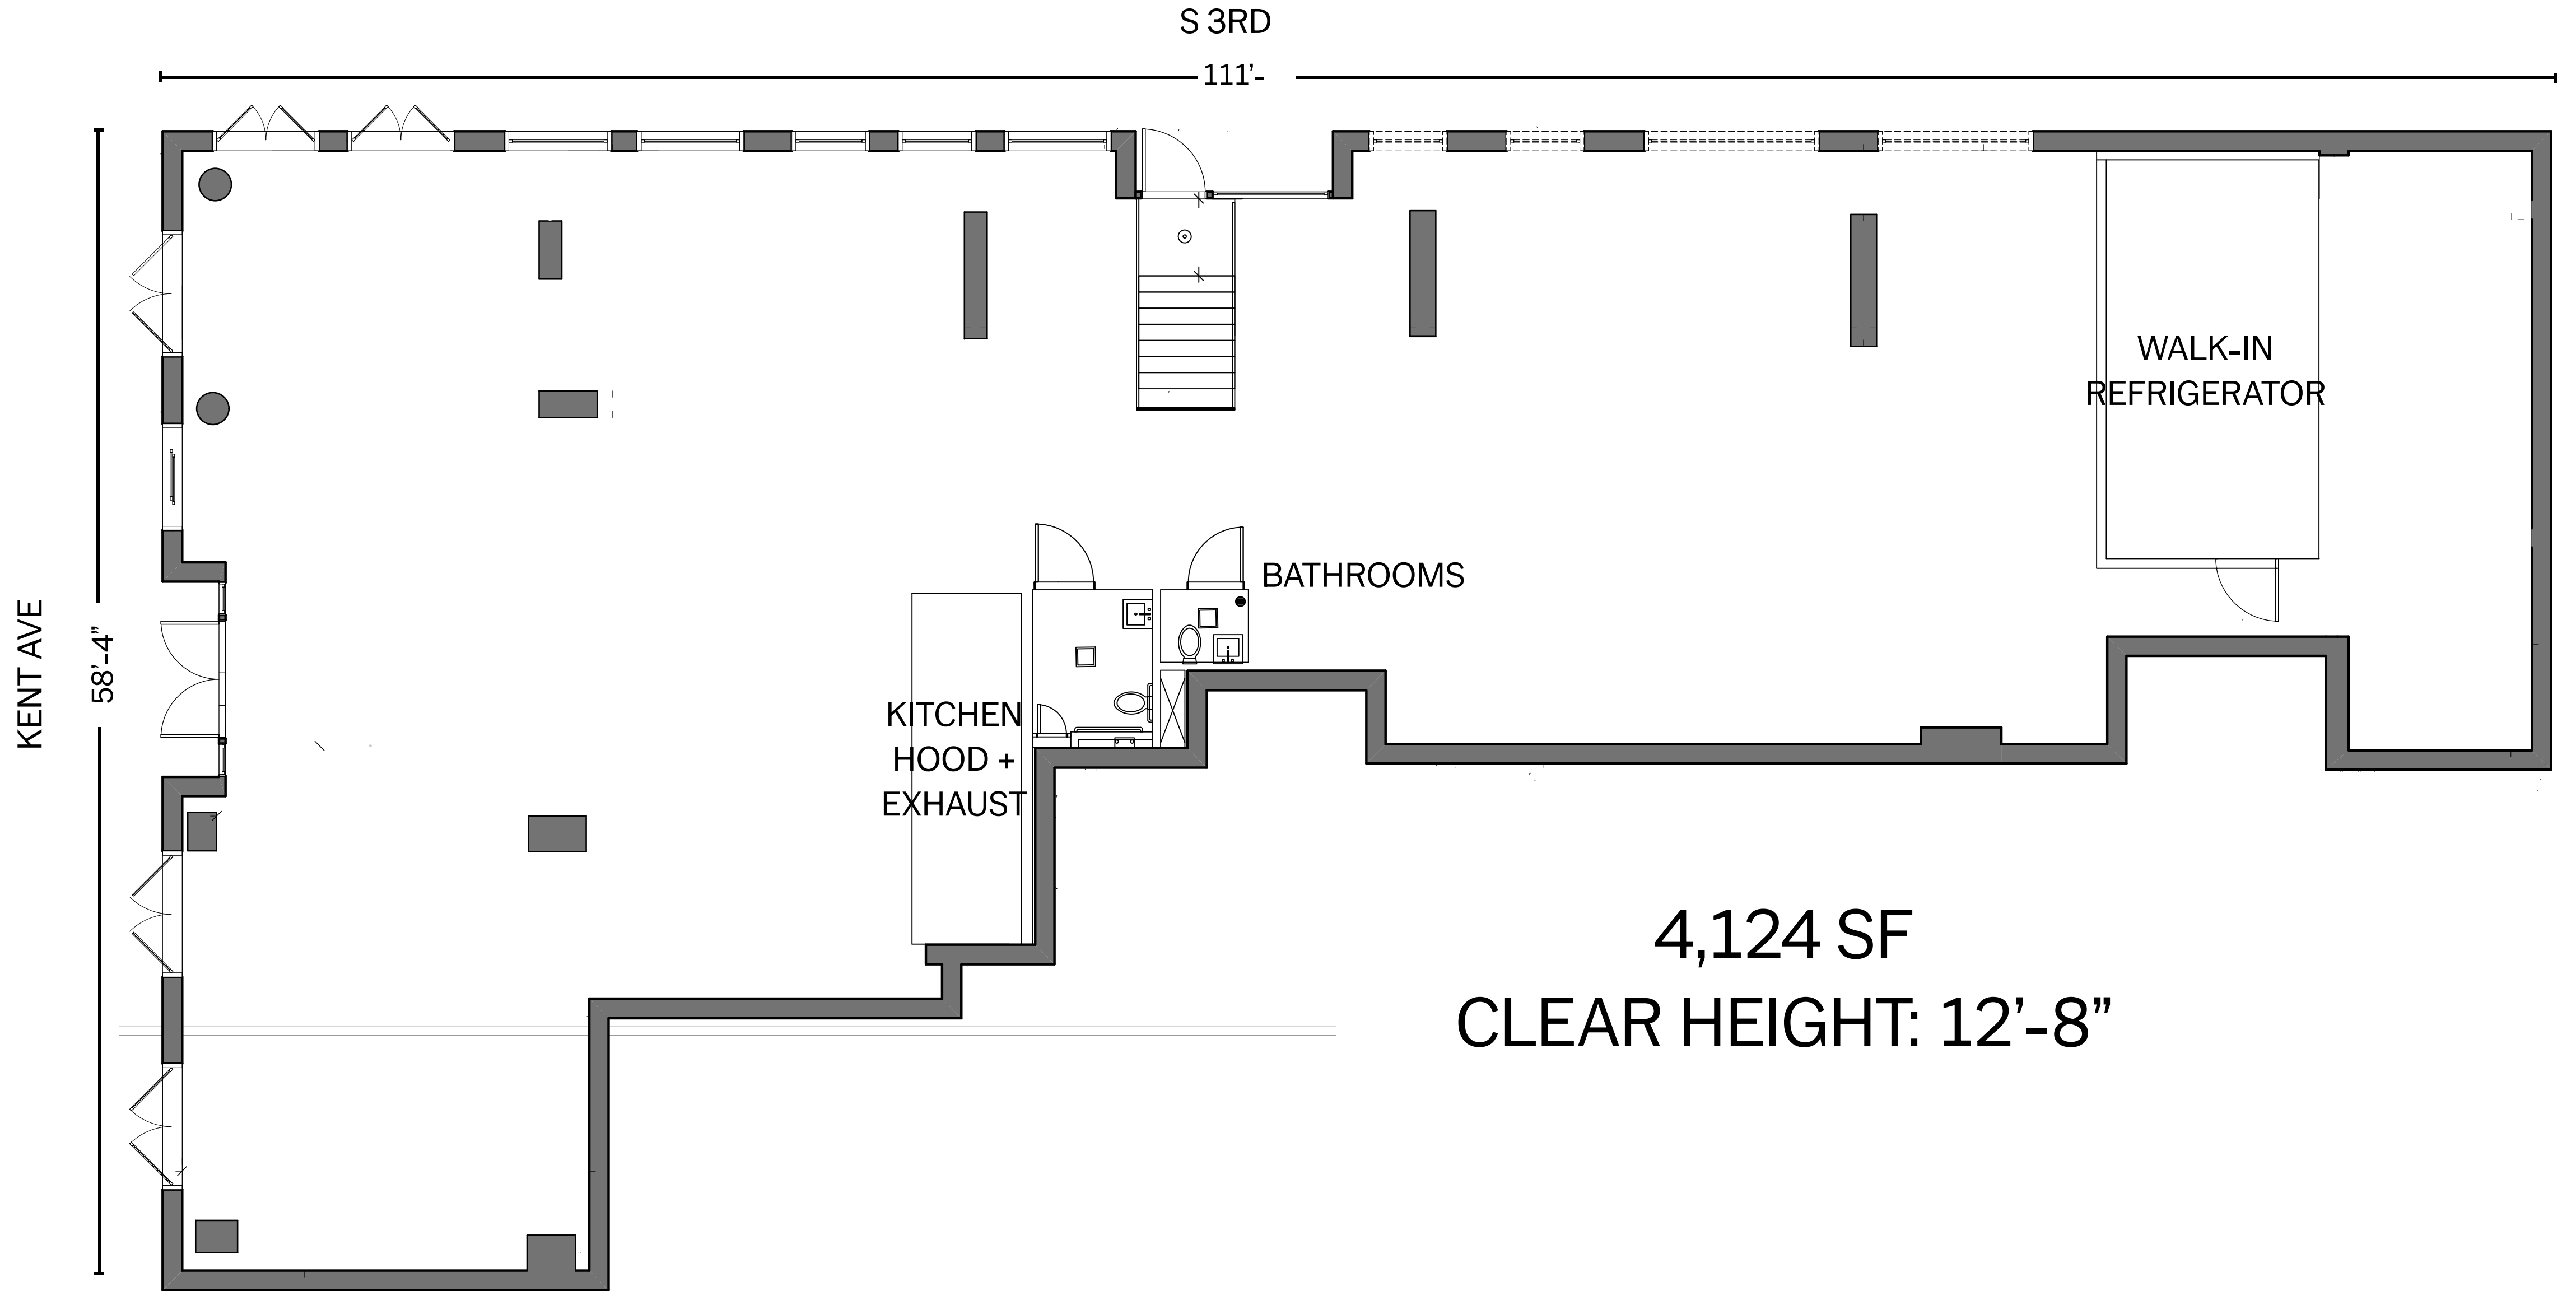 S 3RD
111’-
KENT AVE
58’-4”
WALK-IN
REFRIGERATOR
BATHROOMS
KITCHEN
HOOD +
EXHAUST
4,124 SF
CLEAR HEIGHT: 12’-8”